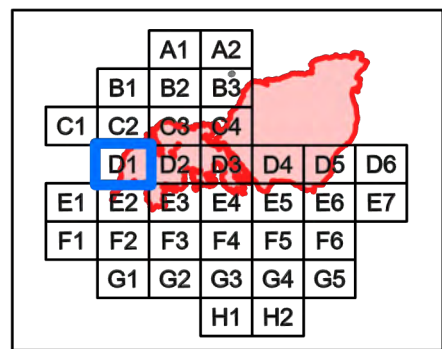 A1 A2
B1 B2 B3
C1 C2 C3 C4
D1 D2 D3 D4 D5 D6
E1 E2 E3 E4 E5 E6 E7
F1 F2 F3 F4 F5 F6
G1 G2 G3 G4 G5
H1 H2